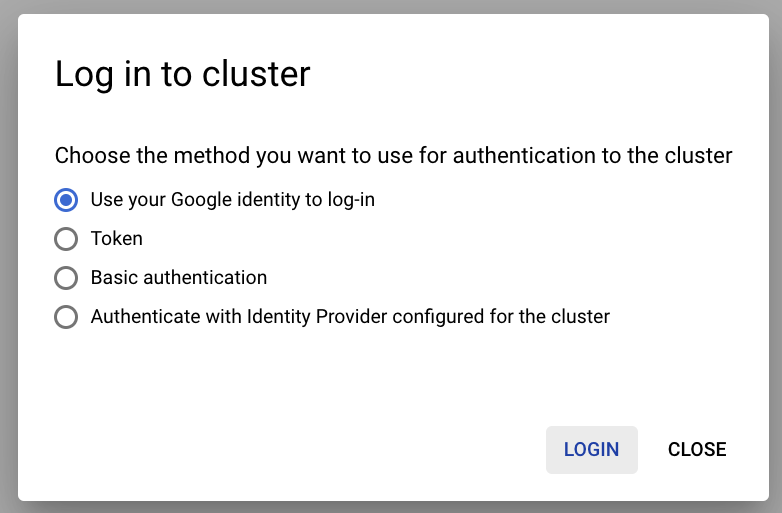 Log in to cluster
Choose the method you want to use for authentication to the cluster
Use your Google identity to log-in
Token
Basic authentication
Authenticate with Identity Provider configured for the cluster
LOGIN CLOSE